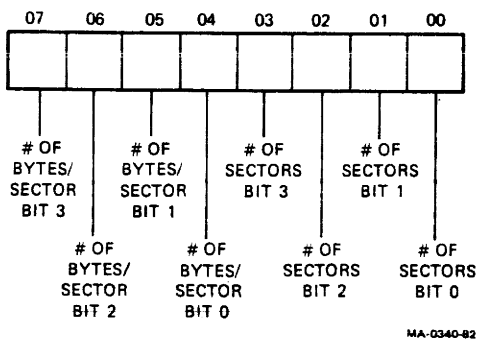 07 06 05 04 03 02 01 00
# OF
BYTES/
SECTOR
BIT 3
# OF
BYTES/
SECTOR
BIT 2
# OF
BYTES/
SECTOR
BIT 1
# OF
BYTES/
SECTOR
BIT 0
# OF
SECTORS
BIT 3
# OF
SECTORS
BIT 2
# OF
SECTORS
BIT 1
# OF
SECTORS
BIT 0
MA-0340-82